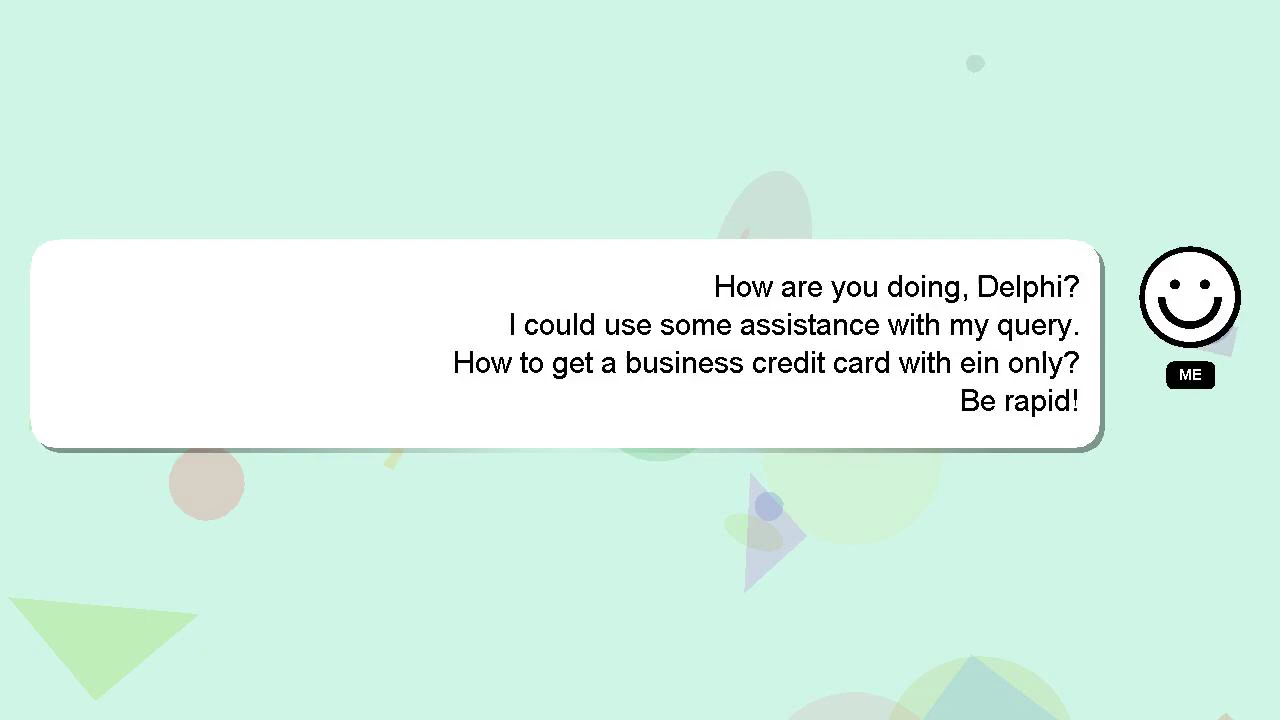 How are you doing, Delphi?
I could use some assistance with my query.
How to get a business credit card with ein only?
Be rapid!
ME